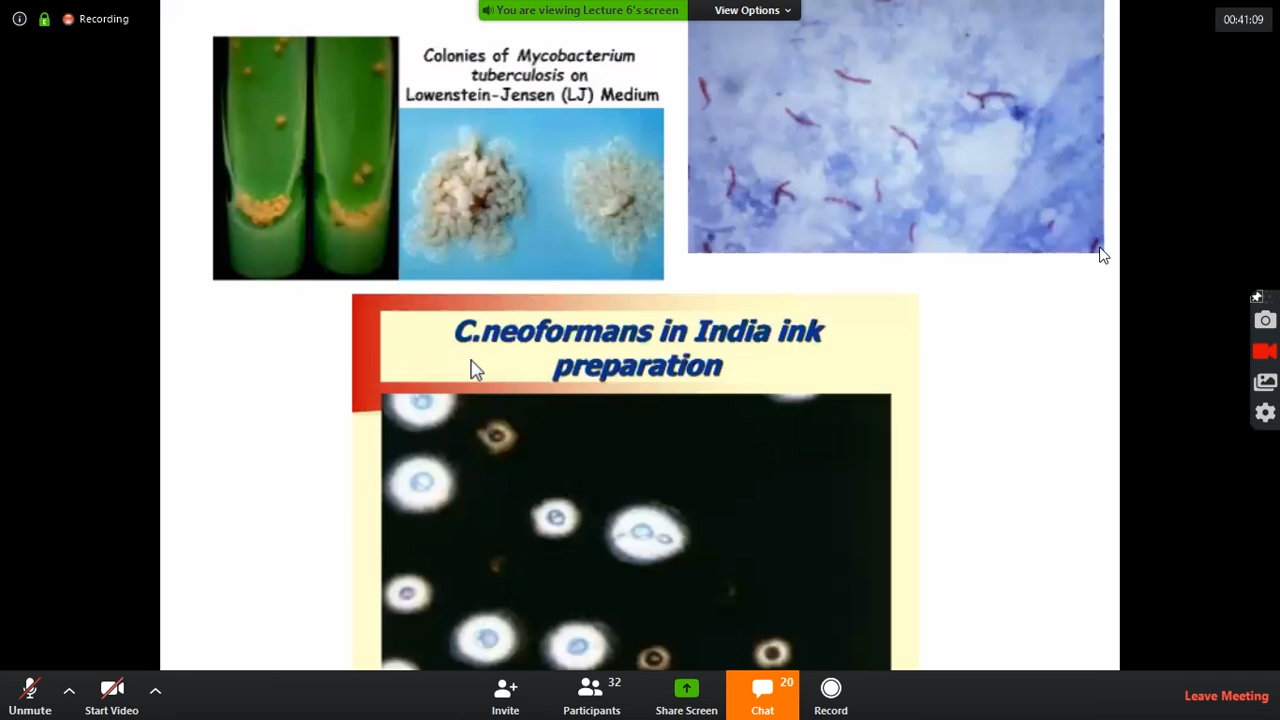 Recording
You are viewing Lecture 6's screen
View Options
00:41:09
Colonies of Mycobacterium
tuberculosis on
Lowenstein-Jensen (LJ) Medium
C.neoformans in India ink
preparation
Unmute
Start Video
Invite
32
Participants
Share Screen
20
Chat
Record
Leave Meeting